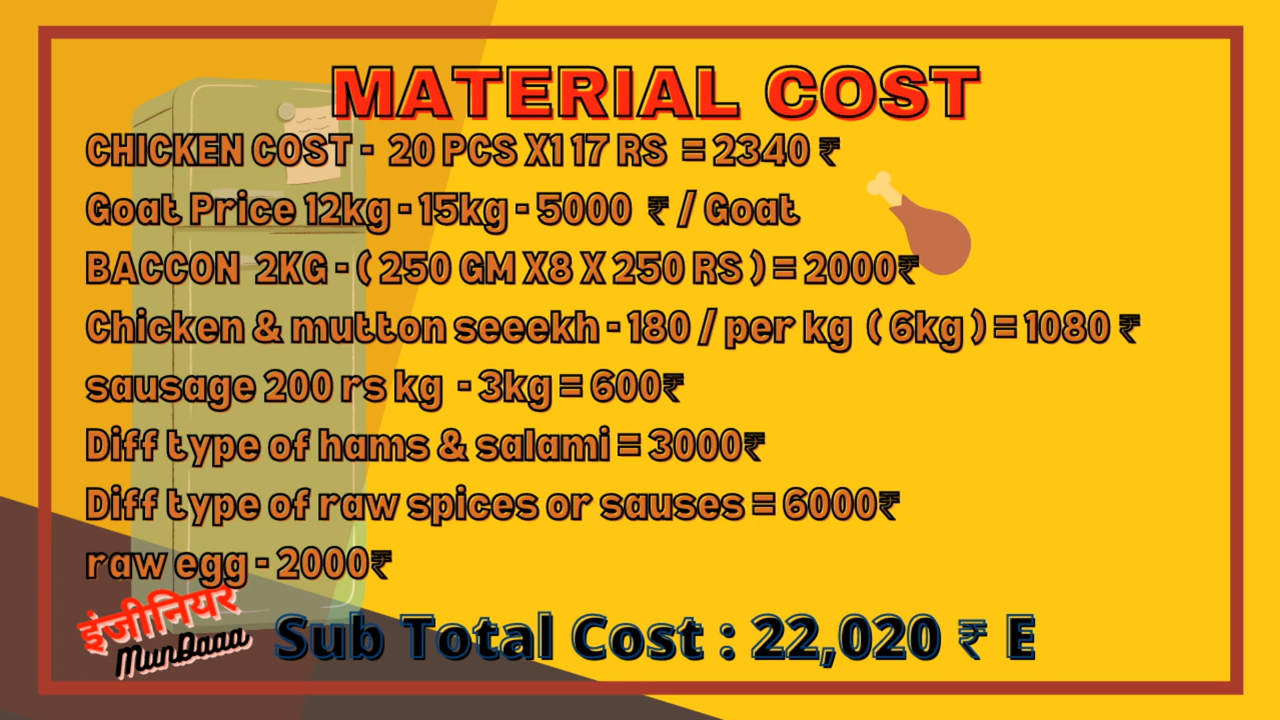 MATERIAL COST
CHICKEN COST - 20 PCS X117 RS = 2340 ₹
Goat Price 12kg - 15kg - 5000 ₹ / Goat
BACCON 2KG - ( 250 GM X8 X 250 RS ) = 2000₹
Chicken & mutton seeekh - 180 / per kg ( 6kg ) = 1080 ₹
sausage 200 rs kg - 3kg = 600₹
Diff type of hams & salami = 3000₹
Diff type of raw spices or sauses = 6000₹
raw egg - 2000₹
इंजीनियर
MunDaaa
Sub Total Cost : 22,020 ₹ E